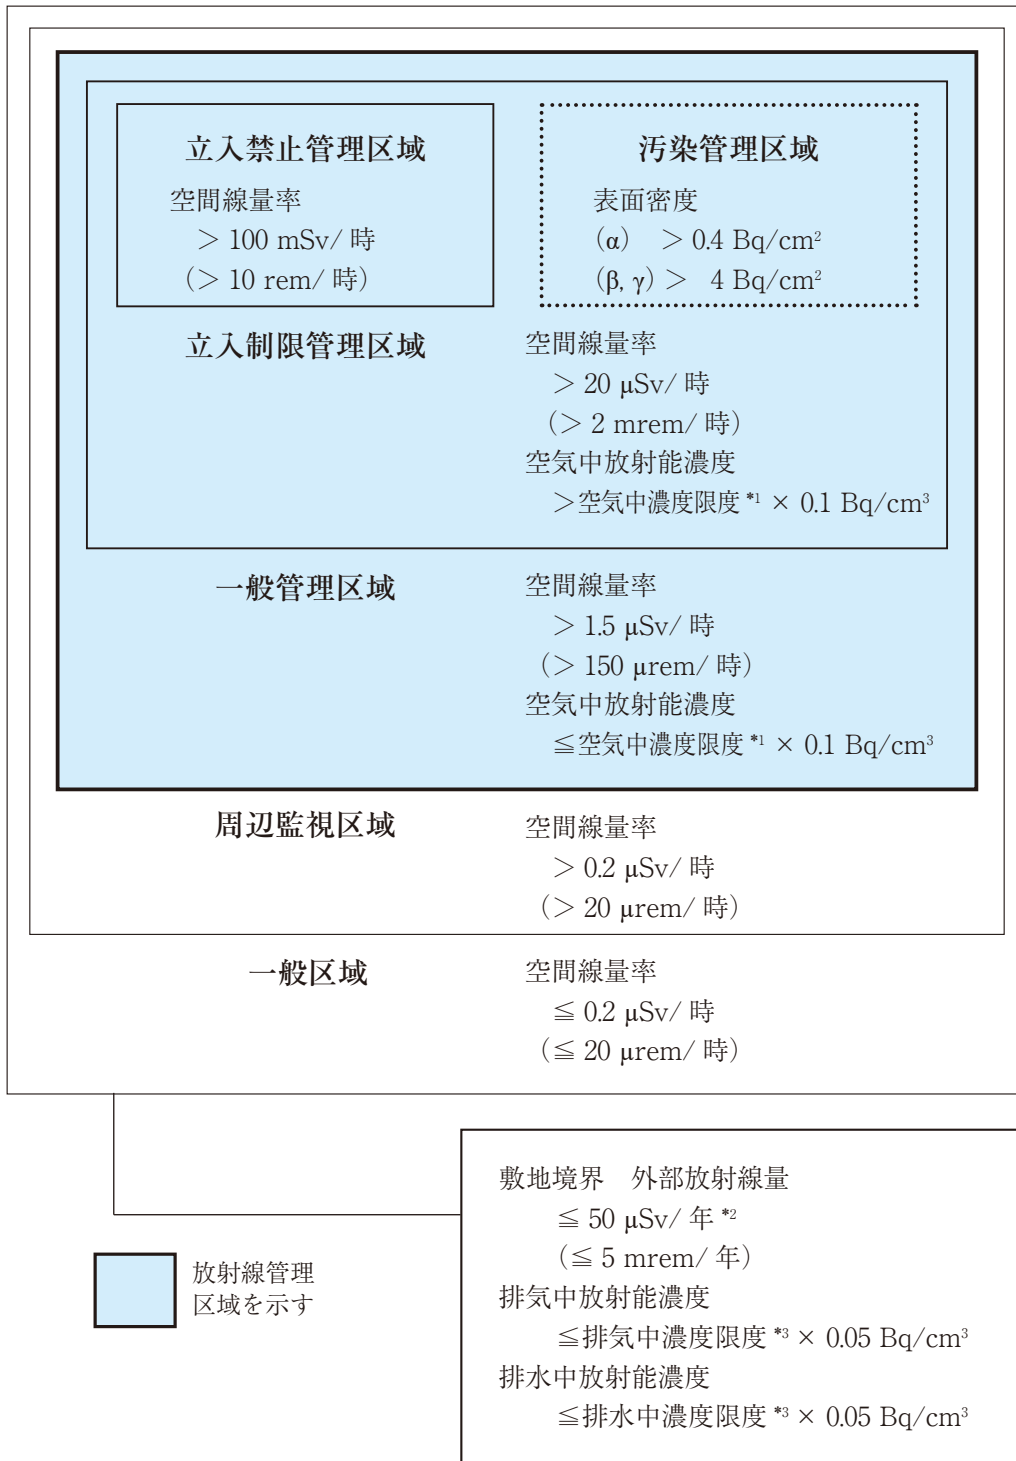 立入禁止管理区域
空間線量率
> 100 mSv/ 時
(> 10 rem/ 時)
汚染管理区域
表面密度
(α) > 0.4 Bq/cm²
(β, γ) > 4 Bq/cm²
立入制限管理区域
空間線量率
> 20 μSv/ 時
(> 2 mrem/ 時)
空気中放射能濃度
>空気中濃度限度 *1 × 0.1 Bq/cm³
一般管理区域
空間線量率
> 1.5 μSv/ 時
(> 150 μrem/ 時)
空気中放射能濃度
≦空気中濃度限度 *1 × 0.1 Bq/cm³
周辺監視区域
空間線量率
> 0.2 μSv/ 時
(> 20 μrem/ 時)
一般区域
空間線量率
≦ 0.2 μSv/ 時
(≦ 20 μrem/ 時)
敷地境界　外部放射線量
≦ 50 μSv/ 年 *2
(≦ 5 mrem/ 年)
排気中放射能濃度
≦排気中濃度限度 *3 × 0.05 Bq/cm³
排水中放射能濃度
≦排水中濃度限度 *3 × 0.05 Bq/cm³
放射線管理
区域を示す